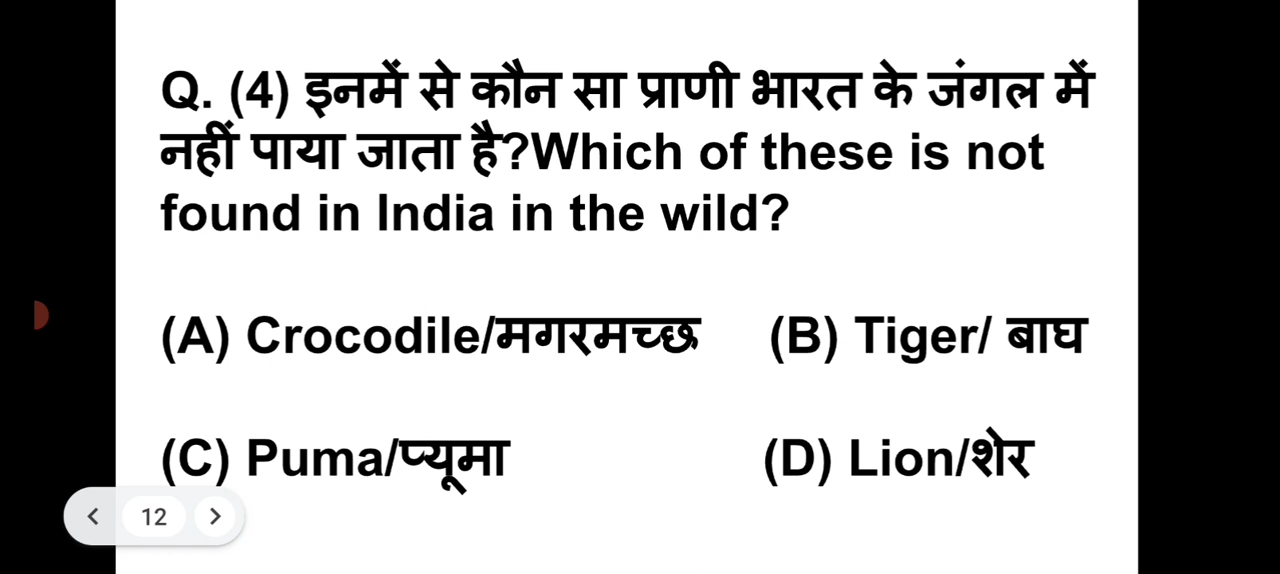 Q. (4) इनमें से कौन सा प्राणी भारत के जंगल में
नहीं पाया जाता है?Which of these is not
found in India in the wild?
(A) Crocodile/मगरमच्छ (B) Tiger/ बाघ
(C) Puma/प्यूमा (D) Lion/शेर
< 12 >